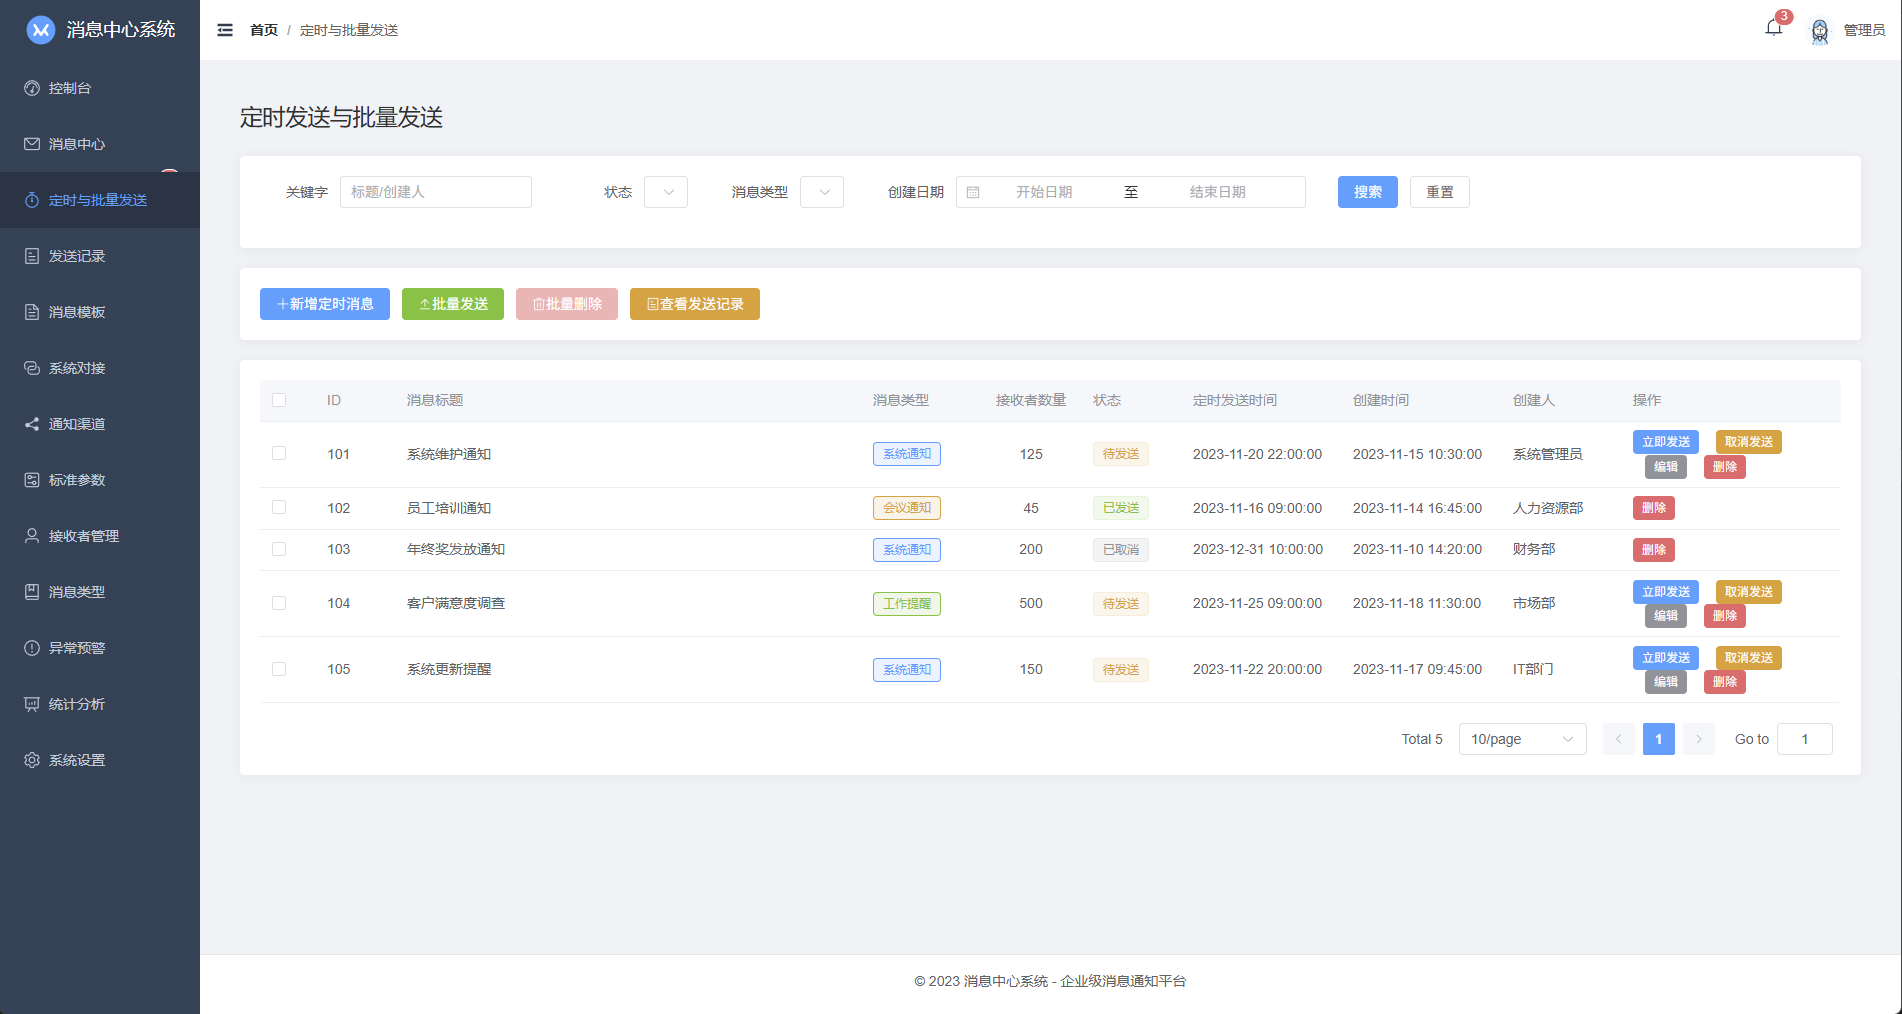 消息中心系统
首页 / 定时与批量发送
3
管理员
控制台
消息中心
定时与批量发送
发送记录
消息模板
系统对接
通知渠道
标准参数
接收者管理
消息类型
异常预警
统计分析
系统设置
定时发送与批量发送
关键字 标题/创建人 状态 消息类型 创建日期 开始日期 至 结束日期 搜索 重置
新增定时消息 批量发送 批量删除 查看发送记录
ID 消息标题 消息类型 接收者数量 状态 定时发送时间 创建时间 创建人 操作
101 系统维护通知 系统通知 125 待发送 2023-11-20 22:00:00 2023-11-15 10:30:00 系统管理员 立即发送 取消发送
编辑 删除
102 员工培训通知 会议通知 45 已发送 2023-11-16 09:00:00 2023-11-14 16:45:00 人力资源部 删除
103 年终奖发放通知 系统通知 200 已取消 2023-12-31 10:00:00 2023-11-10 14:20:00 财务部 删除
104 客户满意度调查 工作提醒 500 待发送 2023-11-25 09:00:00 2023-11-18 11:30:00 市场部 立即发送 取消发送
编辑 删除
105 系统更新提醒 系统通知 150 待发送 2023-11-22 20:00:00 2023-11-17 09:45:00 IT部门 立即发送 取消发送
编辑 删除
Total 5 10/page 1 Go to 1
© 2023 消息中心系统 - 企业级消息通知平台